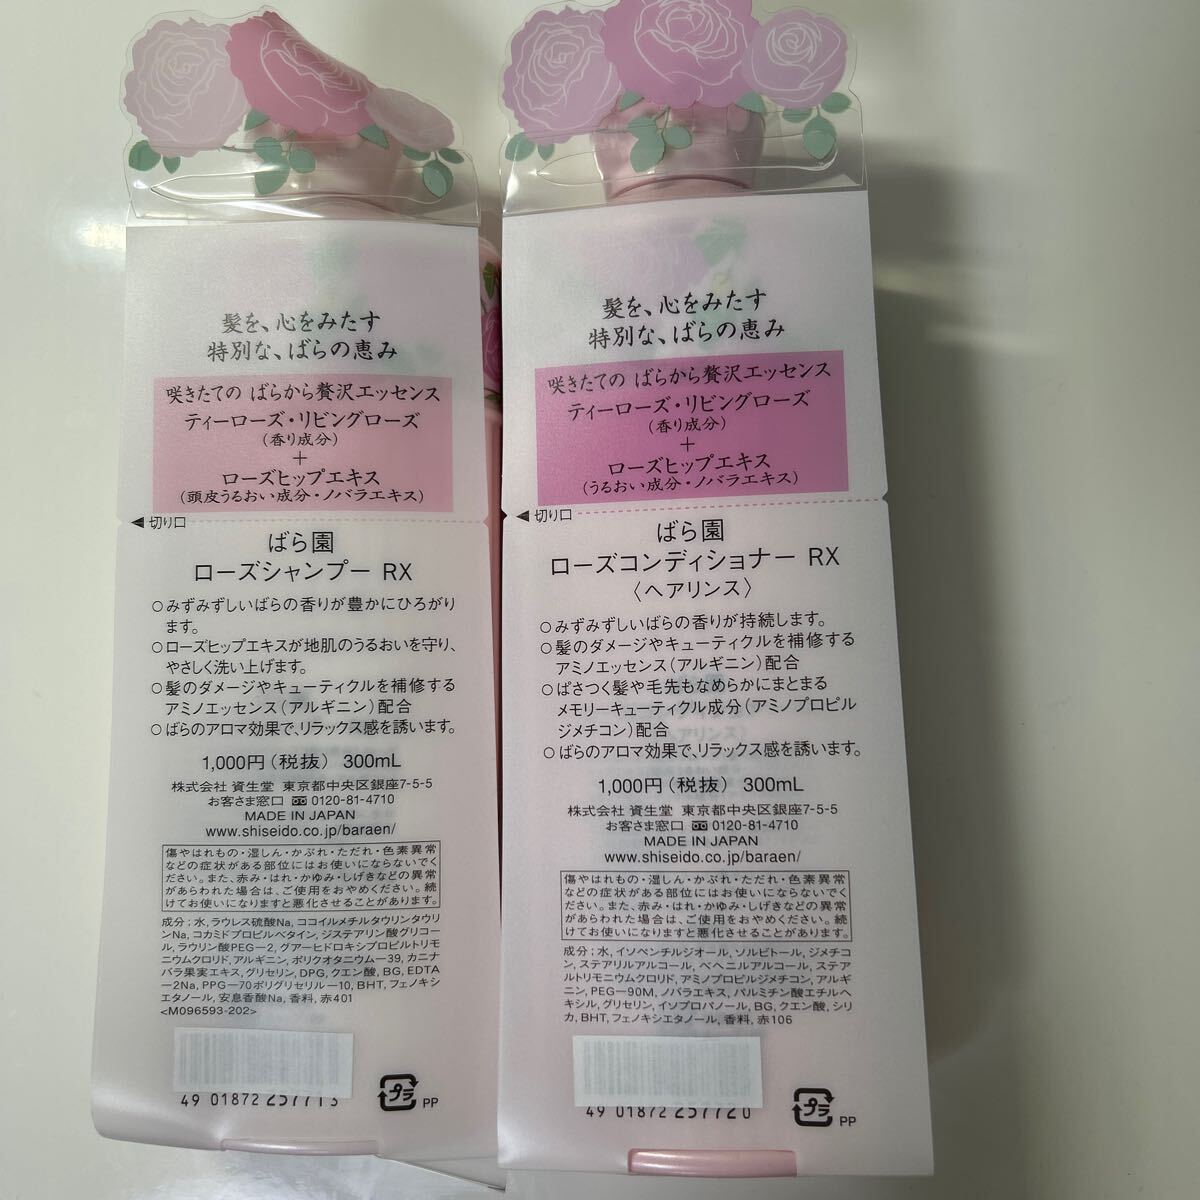 髪を、心をみたす
特別な、ばらの恵み
咲きたての ばらから贅沢エッセンス
ティーローズ・リビングローズ
(香り成分)
+
ローズヒップエキス
(頭皮うるおい成分・ノバラエキス)
◀切り口
ばら園
ローズシャンプー RX
○みずみずしいばらの香りが豊かにひろがり
ます。
○ローズヒップエキスが地肌のうるおいを守り、
やさしく洗い上げます。
○髪のダメージやキューティクルを補修する
アミノエッセンス(アルギニン)配合
○ばらのアロマ効果で、リラックス感を誘います。
1,000円(税抜) 300mL
株式会社 資生堂 東京都中央区銀座7-5-5
お客さま窓口 0120-81-4710
MADE IN JAPAN
www.shiseido.co.jp/baraen/
傷やはれもの・湿しん・かぶれ・ただれ・色素異常
などの症状がある部位にはお使いにならないでく
ださい。また、赤み・はれ・かゆみ・しげきなどの異常
があらわれた場合は、ご使用をおやめください。続
けてお使いになりますと悪化させることがあります。
成分:水,ラウレス硫酸Na,ココイルメチルタウリンタウリ
ンNa,コカミドプロピルベタイン,ジステアリン酸グリコー
ル,ラウリン酸PEG-2,グアーヒドロキシプロピルトリモ
ニウムクロリド,アルギニン,ポリクオタニウム-39,カニナ
バラ果実エキス,グリセリン,DPG,クエン酸,BG,EDTA
-2Na,PPG-70ポリグリセリル-10,BHT,フェノキシ
エタノール,安息香酸Na,香料,赤401
<M096593-202>
49 01872 257713
プラ
PP
髪を、心をみたす
特別な、ばらの恵み
咲きたての ばらから贅沢エッセンス
ティーローズ・リビングローズ
(香り成分)
+
ローズヒップエキス
(うるおい成分・ノバラエキス)
◀切り口
ばら園
ローズコンディショナー RX
〈ヘアリンス〉
○みずみずしいばらの香りが持続します。
○髪のダメージやキューティクルを補修する
アミノエッセンス(アルギニン)配合
○ぱさつく髪や毛先もなめらかにまとまる
メモリーキューティクル成分(アミノプロピル
ジメチコン)配合
○ばらのアロマ効果で、リラックス感を誘います。
1,000円(税抜) 300mL
株式会社 資生堂 東京都中央区銀座7-5-5
お客さま窓口 0120-81-4710
MADE IN JAPAN
www.shiseido.co.jp/baraen/
傷やはれもの・湿しん・かぶれ・ただれ・色素異常
などの症状がある部位にはお使いにならないでくだ
さい。また、赤み・はれ・かゆみ・しげきなどの異常
があらわれた場合は、ご使用をおやめください。続
けてお使いになりますと悪化させることがあります。
成分:水,イソペンチルジオール,ソルビトール,ジメチコ
ン,ステアリルアルコール,ベヘニルアルコール,ステア
ルトリモニウムクロリド,アミノプロピルジメチコン,アルギ
ニン,PEG-90M,ノバラエキス,パルミチン酸エチルヘ
キシル,グリセリン,イソプロパノール,BG,クエン酸,シリ
カ,BHT,フェノキシエタノール,香料,赤106
49 01872 257720
プラ
PP